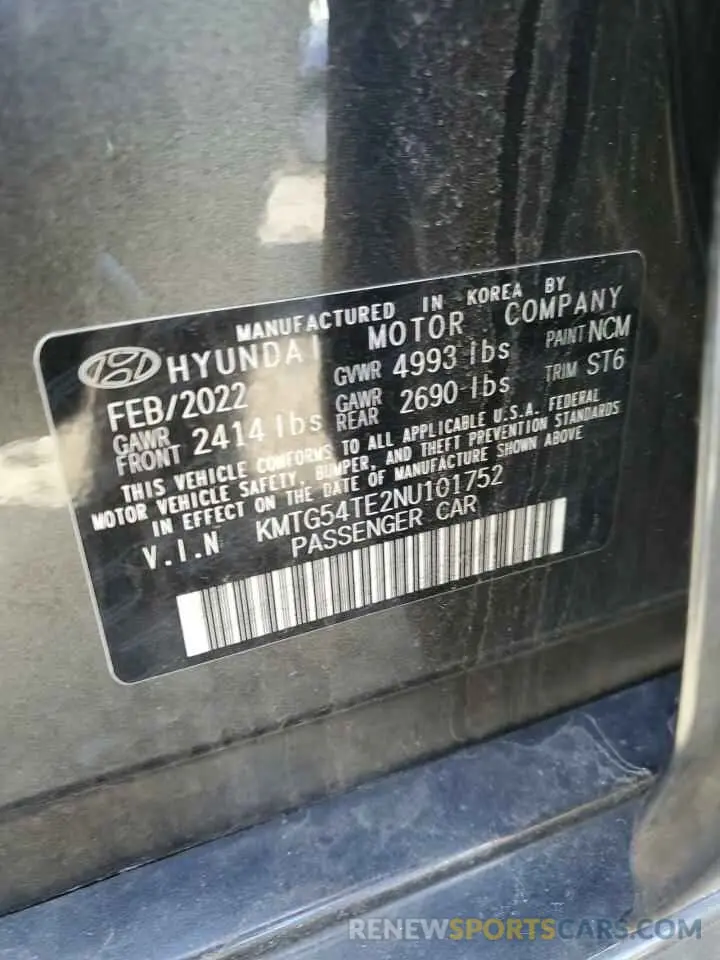 MANUFACTURED IN KOREA BY
HYUNDAI MOTOR COMPANY
FEB/2022 GVWR 4993 lbs PAINT NCM
GAWR FRONT 2414 lbs GAWR REAR 2690 lbs TRIM ST6
THIS VEHICLE CONFORMS TO ALL APPLICABLE U.S.A. FEDERAL
MOTOR VEHICLE SAFETY, BUMPER, AND THEFT PREVENTION STANDARDS
IN EFFECT ON THE DATE OF MANUFACTURE SHOWN ABOVE
V.I.N KMTG54TE2NU101752
PASSENGER CAR
RENEWSPORTSCARS.COM